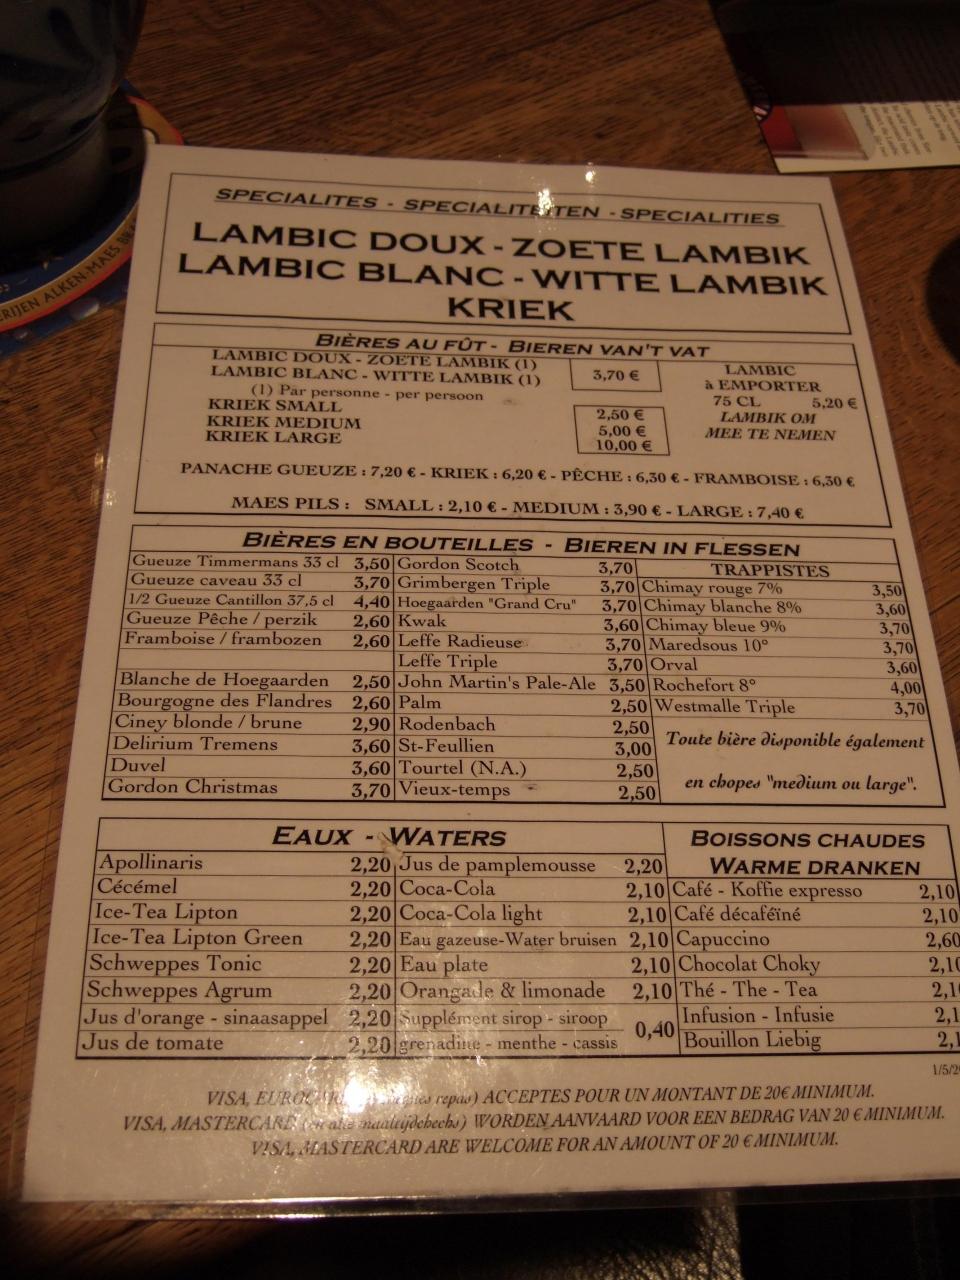 ERIJEN ALKEN-MAES BR
SPECIALITES - SPECIALITEITEN - SPECIALITIES
LAMBIC DOUX - ZOETE LAMBIK
LAMBIC BLANC - WITTE LAMBIK
KRIEK
BIÈRES AU FÛT - BIEREN VAN'T VAT
LAMBIC DOUX - ZOETE LAMBIK (1)
LAMBIC BLANC - WITTE LAMBIK (1) 3,70 €
(1) Par personne - per persoon
KRIEK SMALL 2,50 €
KRIEK MEDIUM 5,00 €
KRIEK LARGE 10,00 €
LAMBIC
à EMPORTER
75 CL 5,20 €
LAMBIK OM
MEE TE NEMEN
PANACHE GUEUZE : 7,20 € - KRIEK : 6,20 € - PÊCHE : 6,30 € - FRAMBOISE : 6,30 €
MAES PILS : SMALL : 2,10 € - MEDIUM : 3,90 € - LARGE : 7,40 €
BIÈRES EN BOUTEILLES - BIEREN IN FLESSEN
Gueuze Timmermans 33 cl 3,50
Gueuze caveau 33 cl 3,70
1/2 Gueuze Cantillon 37,5 cl 4,40
Gueuze Pêche / perzik 2,60
Framboise / frambozen 2,60
Blanche de Hoegaarden 2,50
Bourgogne des Flandres 2,60
Ciney blonde / brune 2,90
Delirium Tremens 3,60
Duvel 3,60
Gordon Christmas 3,70
Gordon Scotch 3,70
Grimbergen Triple 3,70
Hoegaarden "Grand Cru" 3,70
Kwak 3,60
Leffe Radieuse 3,70
Leffe Triple 3,70
John Martin's Pale-Ale 3,50
Palm 2,50
Rodenbach 2,50
St-Feullien 3,00
Tourtel (N.A.) 2,50
Vieux-temps 2,50
TRAPPISTES
Chimay rouge 7% 3,50
Chimay blanche 8% 3,60
Chimay bleue 9% 3,70
Maredsous 10° 3,70
Orval 3,60
Rochefort 8° 4,00
Westmalle Triple 3,70
Toute bière disponible également
en chopes "medium ou large".
EAUX - WATERS
Apollinaris 2,20
Cécémel 2,20
Ice-Tea Lipton 2,20
Ice-Tea Lipton Green 2,20
Schweppes Tonic 2,20
Schweppes Agrum 2,20
Jus d'orange - sinaasappel 2,20
Jus de tomate 2,20
Jus de pamplemousse 2,20
Coca-Cola 2,10
Coca-Cola light 2,10
Eau gazeuse-Water bruisen 2,10
Eau plate 2,10
Orangade & limonade 2,10
Supplément sirop - siroop 0,40
grenadine - menthe - cassis
BOISSONS CHAUDES
WARME DRANKEN
Café - Koffie expresso 2,10
Café décaféiné 2,10
Capuccino 2,60
Chocolat Choky 2,10
Thé - The - Tea 2,1
Infusion - Infusie 2,1
Bouillon Liebig 2,1
1/5/20
VISA, repas) ACCEPTES POUR UN MONTANT DE 20€ MINIMUM.
VISA, MASTERCARD maaltijdchecks) WORDEN AANVAARD VOOR EEN BEDRAG VAN 20 € MINIMUM.
VISA, MASTERCARD ARE WELCOME FOR AN AMOUNT OF 20 € MINIMUM.